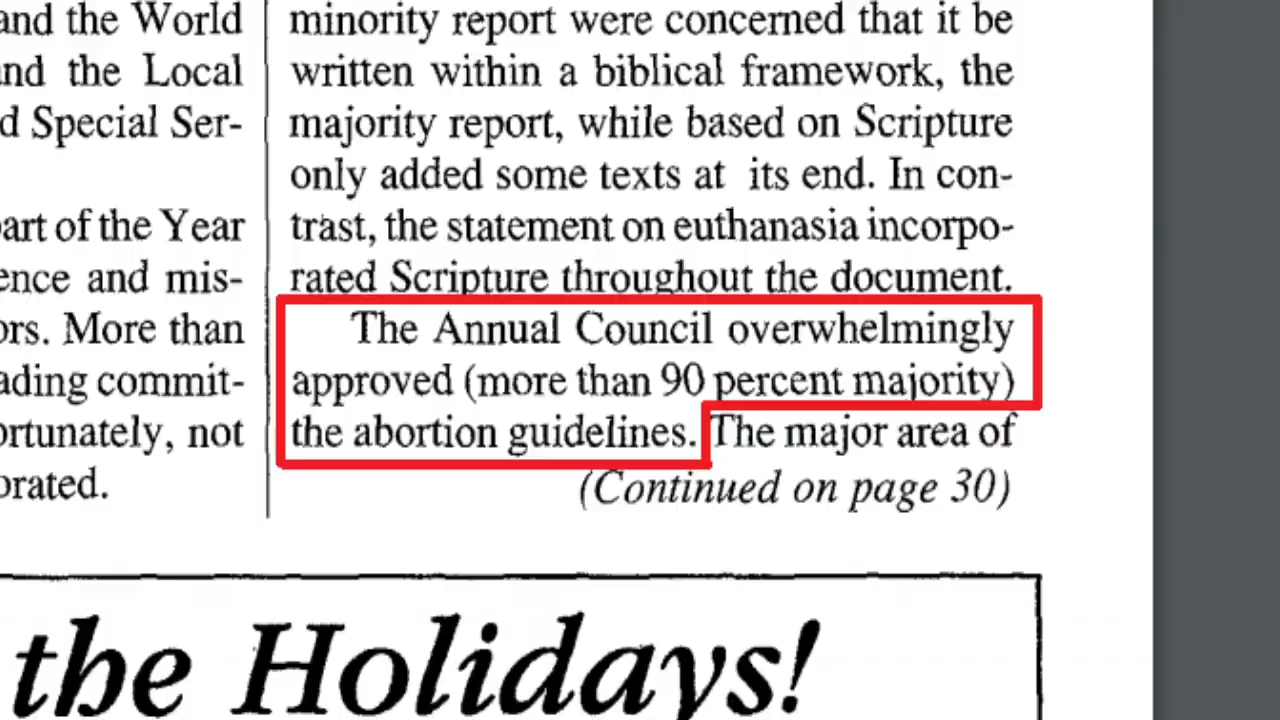 and the World
nd the Local
d Special Ser-
art of the Year
ence and mis-
ors. More than
ading commit-
ortunately, not
orated.
minority report were concerned that it be
written within a biblical framework, the
majority report, while based on Scripture
only added some texts at its end. In con-
trast, the statement on euthanasia incorpo-
rated Scripture throughout the document.
The Annual Council overwhelmingly
approved (more than 90 percent majority)
the abortion guidelines. The major area of
(Continued on page 30)
the Holidays!